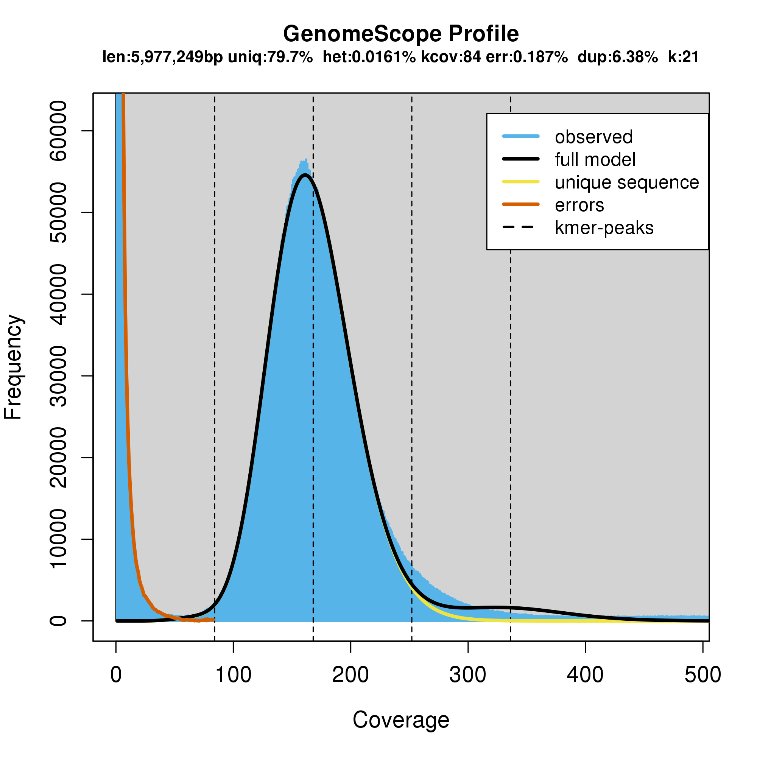 GenomeScope Profile
len:5,977,249bp uniq:79.7% het:0.0161% kcov:84 err:0.187% dup:6.38% k:21
observed
full model
unique sequence
errors
kmer-peaks
Frequency
60000
50000
40000
30000
20000
10000
0
0 100 200 300 400 500
Coverage